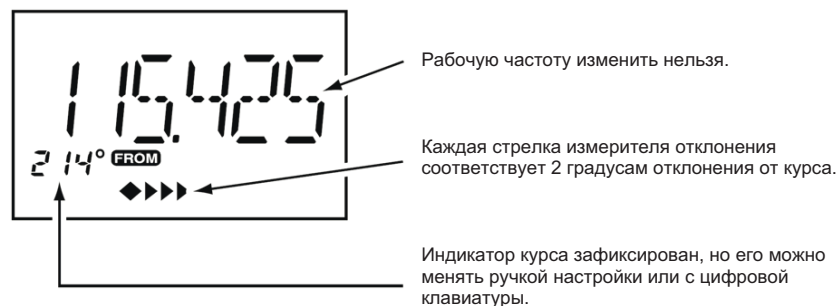 115.425
Рабочую частоту изменить нельзя.
214° FROM
Каждая стрелка измерителя отклонения
соответствует 2 градусам отклонения от курса.
Индикатор курса зафиксирован, но его можно
менять ручкой настройки или с цифровой
клавиатуры.